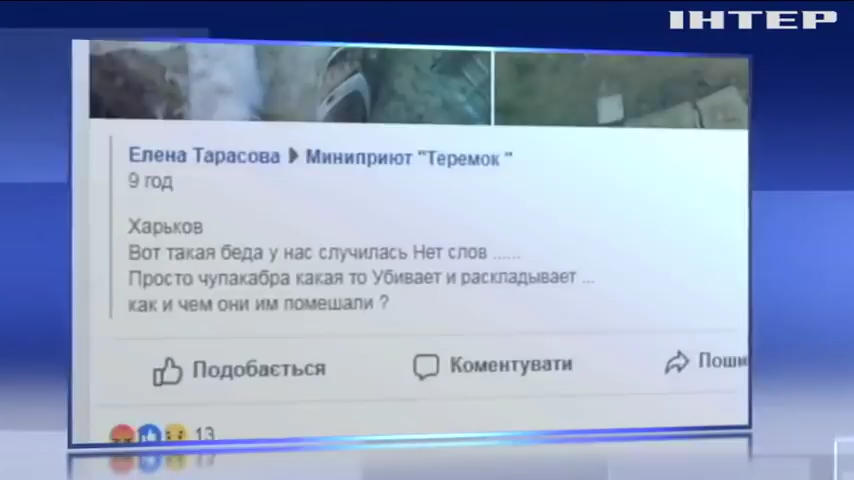 ІНТЕР
Елена Тарасова Миниприют "Теремок"
9 год
Харьков
Вот такая беда у нас случилась Нет слов ......
Просто чупакабра какая то Убивает и раскладывает ...
как и чем они им помешали ?
Подобається Коментувати Поши
13